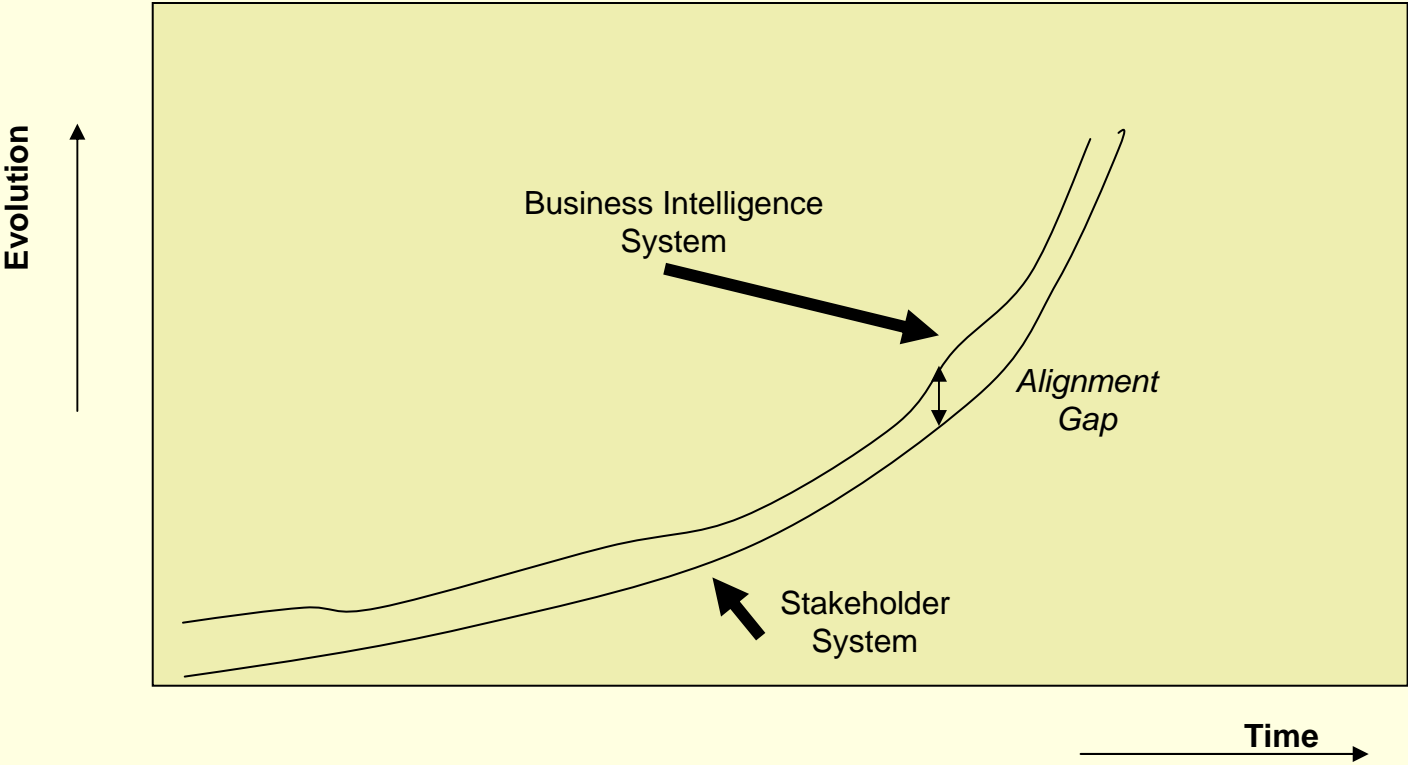 Evolution
Business Intelligence
System
Alignment
Gap
Stakeholder
System
Time